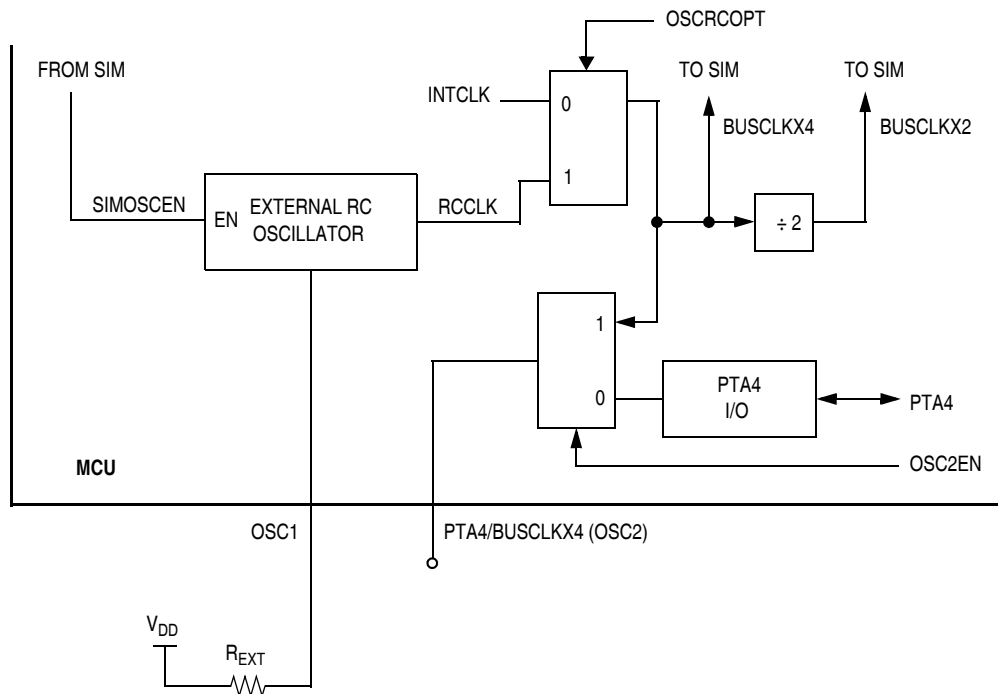 OSCRCOPT
FROM SIM
TO SIM
TO SIM
INTCLK
0
BUSCLKX4
BUSCLKX2
1
SIMOSCEN
EN
EXTERNAL RC
OSCILLATOR
RCCLK
÷ 2
1
0
PTA4
I/O
PTA4
MCU
OSC2EN
OSC1
PTA4/BUSCLKX4 (OSC2)
VDD
REXT